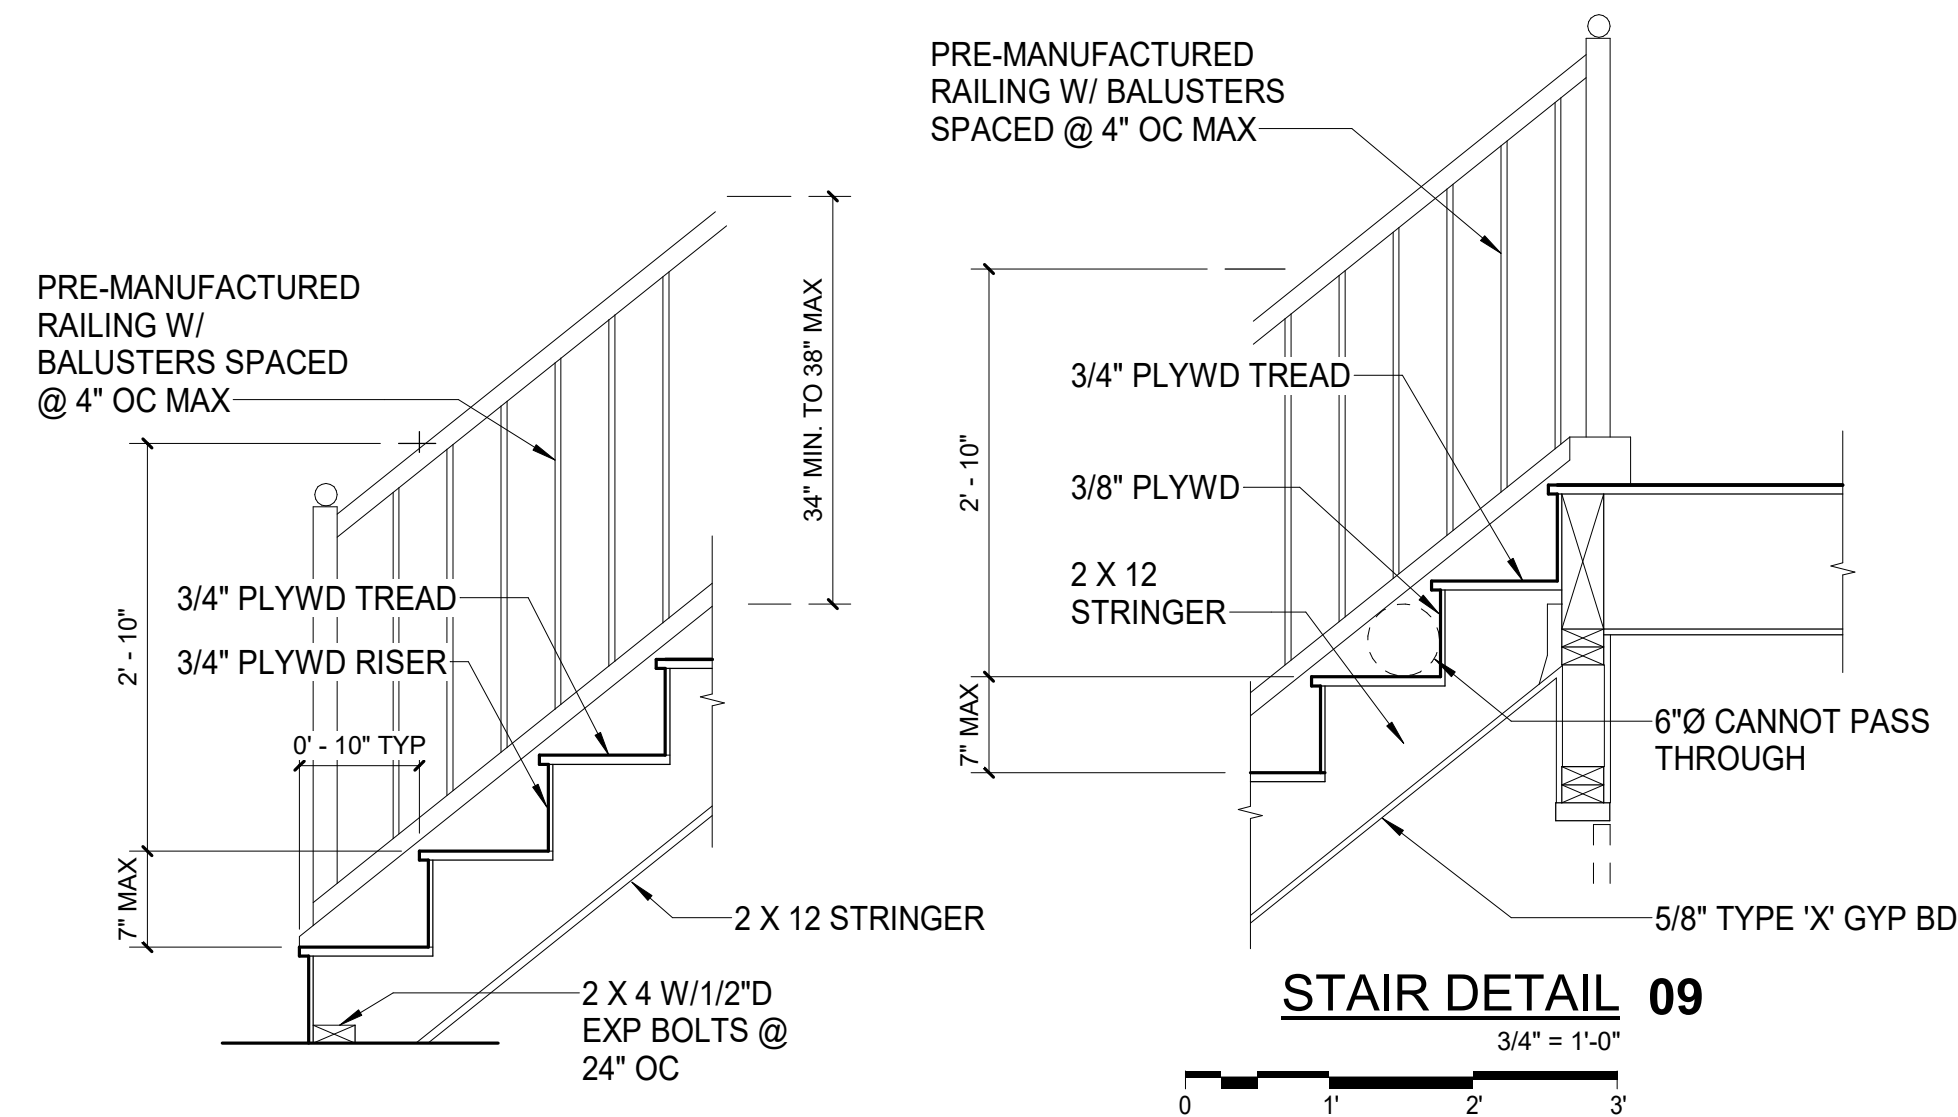 PRE-MANUFACTURED
RAILING W/
BALUSTERS SPACED
@ 4" OC MAX
2' - 10"
7" MAX
0' - 10" TYP
3/4" PLYWD TREAD
3/4" PLYWD RISER
34" MIN. TO 38" MAX
2 X 12 STRINGER
2 X 4 W/1/2"D
EXP BOLTS @
24" OC
PRE-MANUFACTURED
RAILING W/ BALUSTERS
SPACED @ 4" OC MAX
2' - 10"
7" MAX
3/4" PLYWD TREAD
3/8" PLYWD
2 X 12
STRINGER
6"Ø CANNOT PASS
THROUGH
5/8" TYPE 'X' GYP BD
STAIR DETAIL 09
3/4" = 1'-0"
0 1' 2' 3'